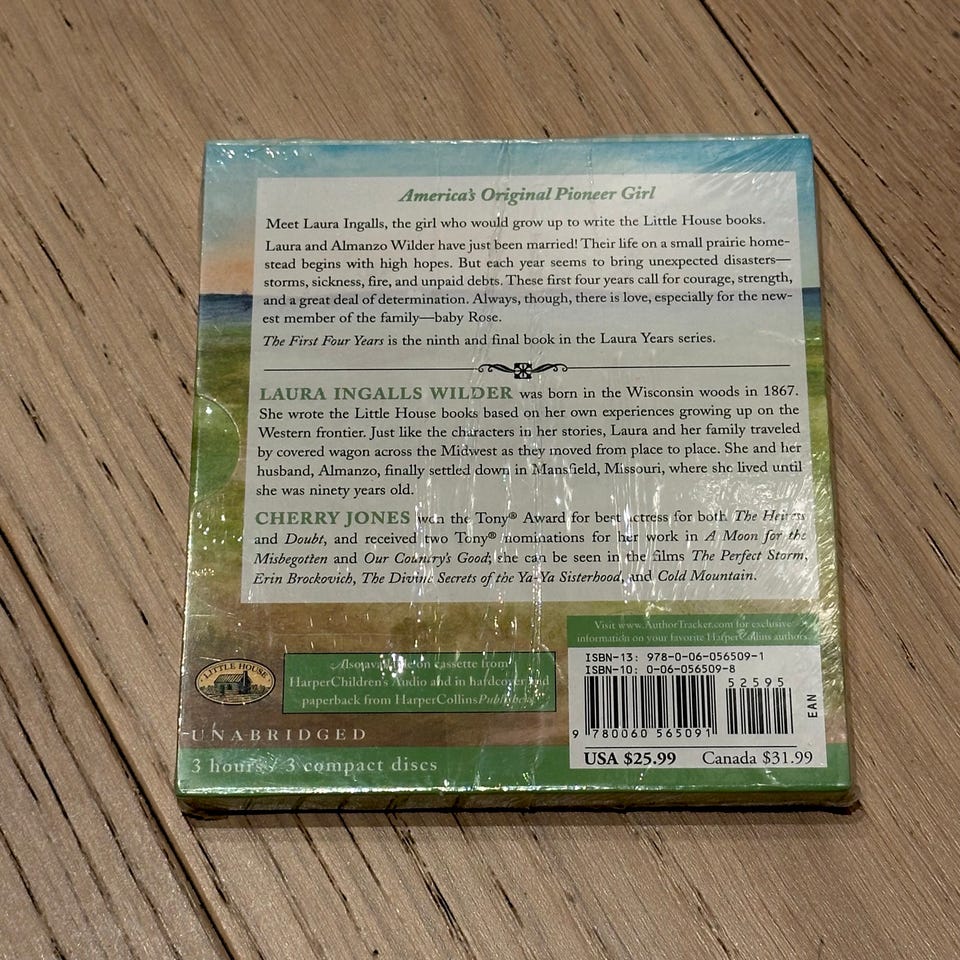 America's Original Pioneer Girl
Meet Laura Ingalls, the girl who would grow up to write the Little House books.
Laura and Almanzo Wilder have just been married! Their life on a small prairie home-
stead begins with high hopes. But each year seems to bring unexpected disasters—
storms, sickness, fire, and unpaid debts. These first four years call for courage, strength,
and a great deal of determination. Always, though, there is love, especially for the new-
est member of the family—baby Rose.
The First Four Years is the ninth and final book in the Laura Years series.
LAURA INGALLS WILDER was born in the Wisconsin woods in 1867.
She wrote the Little House books based on her own experiences growing up on the
Western frontier. Just like the characters in her stories, Laura and her family traveled
by covered wagon across the Midwest as they moved from place to place. She and her
husband, Almanzo, finally settled down in Mansfield, Missouri, where she lived until
she was ninety years old.
CHERRY JONES won the Tony® Award for best actress for both The Heiress
and Doubt, and received two Tony® nominations for her work in A Moon for the
Misbegotten and Our Country's Good; she can be seen in the films The Perfect Storm,
Erin Brockovich, The Divine Secrets of the Ya-Ya Sisterhood, and Cold Mountain.
Visit www.AuthorTracker.com for exclusive
information on your favorite HarperCollins authors.
LITTLE HOUSE
Also available on cassette from
HarperChildren's Audio and in hardcover and
paperback from HarperCollinsPublishers
ISBN-13: 978-0-06-056509-1
ISBN-10: 0-06-056509-8
52595
EAN
9 780060 565091
USA $25.99 Canada $31.99
UNABRIDGED
3 hours / 3 compact discs